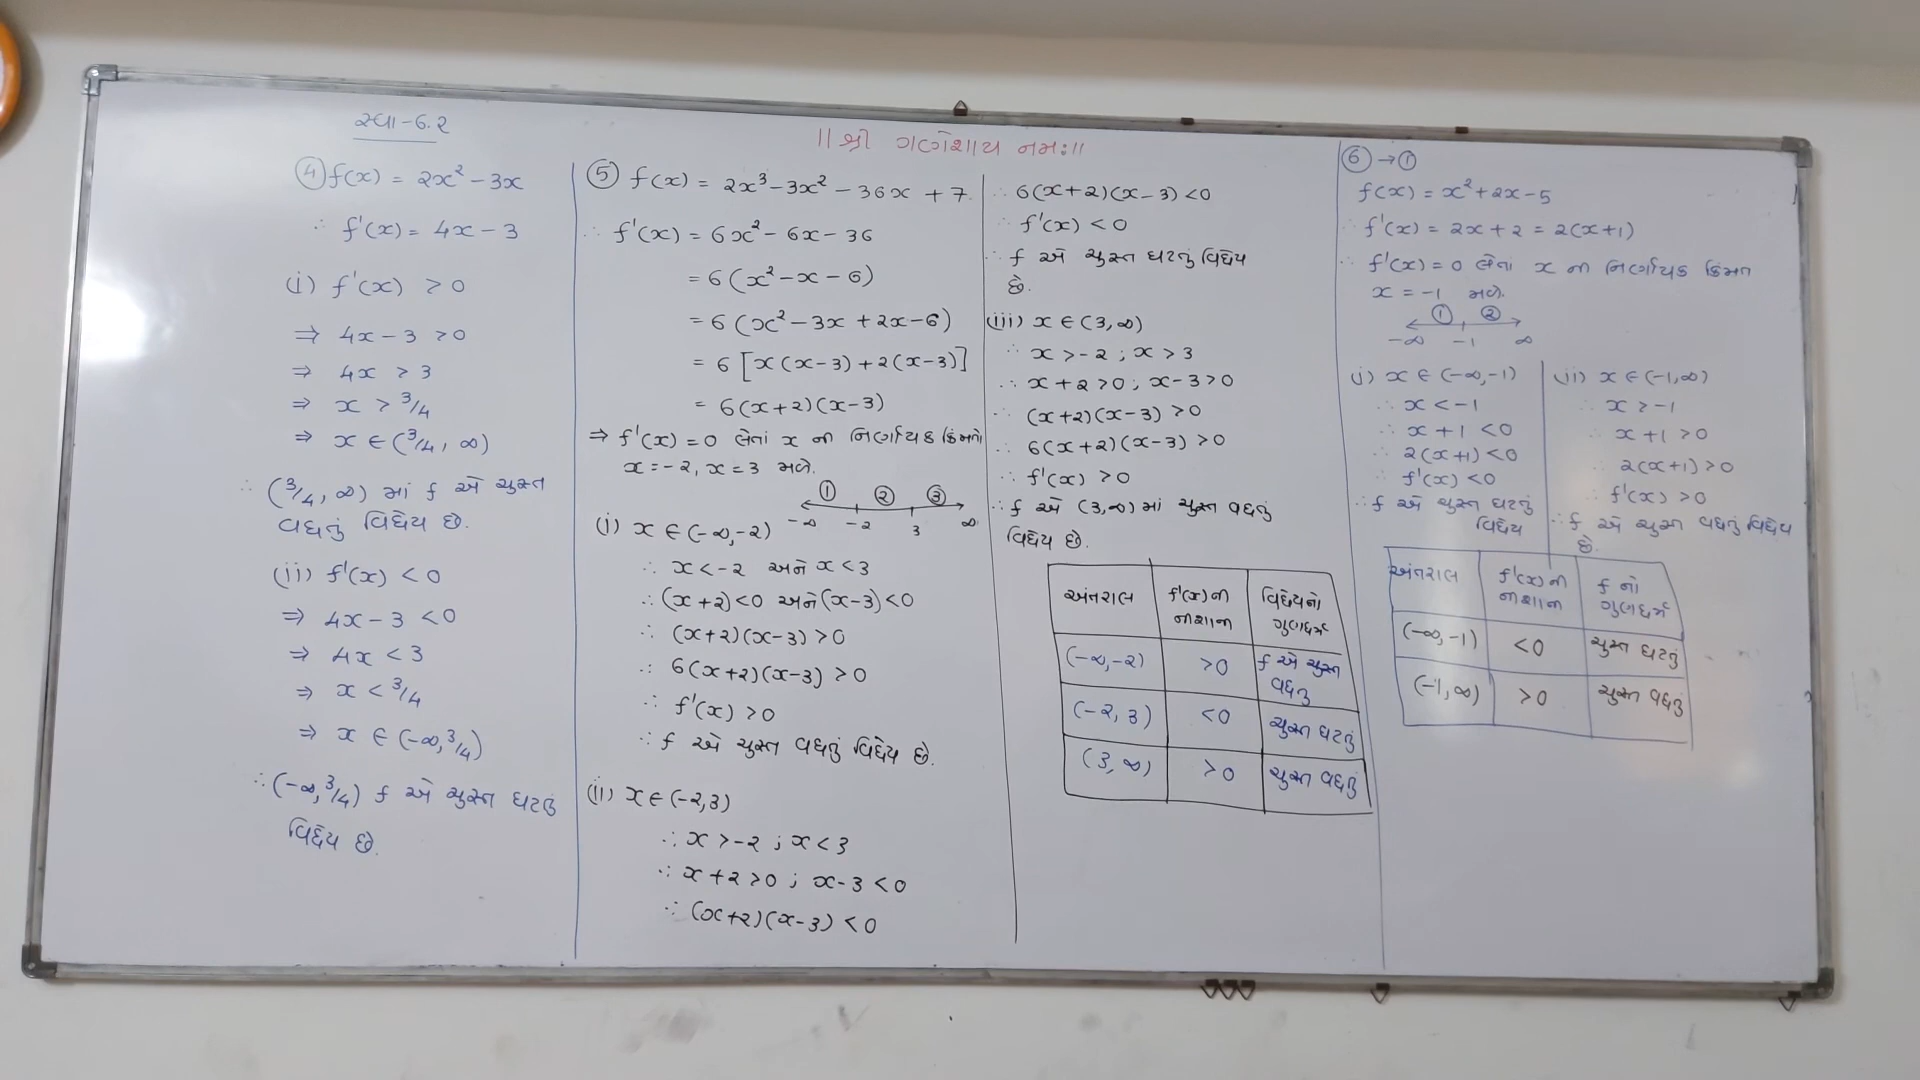 સ્વા-6.2
॥ શ્રી ગણેશાય નમઃ॥
④ f(x) = 2x² - 3x
∴ f'(x) = 4x - 3
(i) f'(x) > 0
⇒ 4x - 3 > 0
⇒ 4x > 3
⇒ x > 3/4
⇒ x ∈ (3/4, ∞)
∴ (3/4, ∞) માં f એ ચુસ્ત
વધતું વિધેય છે.
(ii) f'(x) < 0
⇒ 4x - 3 < 0
⇒ 4x < 3
⇒ x < 3/4
⇒ x ∈ (-∞, 3/4)
∴ (-∞, 3/4) f એ ચુસ્ત ઘટતું
વિધેય છે.
⑤ f(x) = 2x³ - 3x² - 36x + 7
∴ f'(x) = 6x² - 6x - 36
= 6(x² - x - 6)
= 6(x² - 3x + 2x - 6)
= 6[x(x-3) + 2(x-3)]
= 6(x+2)(x-3)
⇒ f'(x) = 0 લેતાં x ની નિર્ણાયક કિંમતો
x = -2, x = 3 મળે.
① ② ③
-∞ -2 3 ∞
(i) x ∈ (-∞, -2)
∴ x < -2 અને x < 3
∴ (x+2) < 0 અને (x-3) < 0
∴ (x+2)(x-3) > 0
∴ 6(x+2)(x-3) > 0
∴ f'(x) > 0
∴ f એ ચુસ્ત વધતું વિધેય છે.
(ii) x ∈ (-2, 3)
∴ x > -2 ; x < 3
∴ x + 2 > 0 ; x - 3 < 0
∴ (x+2)(x-3) < 0
∴ 6(x+2)(x-3) < 0
∴ f'(x) < 0
∴ f એ ચુસ્ત ઘટતું વિધેય
છે.
(iii) x ∈ (3, ∞)
∴ x > -2 ; x > 3
∴ x + 2 > 0 ; x - 3 > 0
∴ (x+2)(x-3) > 0
∴ 6(x+2)(x-3) > 0
∴ f'(x) > 0
∴ f એ (3, ∞) માં ચુસ્ત વધતું
વિધેય છે.
અંતરાલ f'(x) ની નીશાની વિધેયનો ગુણધર્મ
(-∞, -2) > 0 f એ ચુસ્ત વધતું
(-2, 3) < 0 ચુસ્ત ઘટતું
(3, ∞) > 0 ચુસ્ત વધતું
⑥ → ①
f(x) = x² + 2x - 5
∴ f'(x) = 2x + 2 = 2(x+1)
∴ f'(x) = 0 લેતાં x ની નિર્ણાયક કિંમત
x = -1 મળે.
① ②
-∞ -1 ∞
(i) x ∈ (-∞, -1)
∴ x < -1
∴ x + 1 < 0
∴ 2(x+1) < 0
∴ f'(x) < 0
∴ f એ ચુસ્ત ઘટતું
વિધેય
(ii) x ∈ (-1, ∞)
∴ x > -1
∴ x + 1 > 0
∴ 2(x+1) > 0
∴ f'(x) > 0
∴ f એ ચુસ્ત વધતું વિધેય
છે.
અંતરાલ f'(x) ની નીશાની f નો ગુણધર્મ
(-∞, -1) < 0 ચુસ્ત ઘટતું
(-1, ∞) > 0 ચુસ્ત વધતું